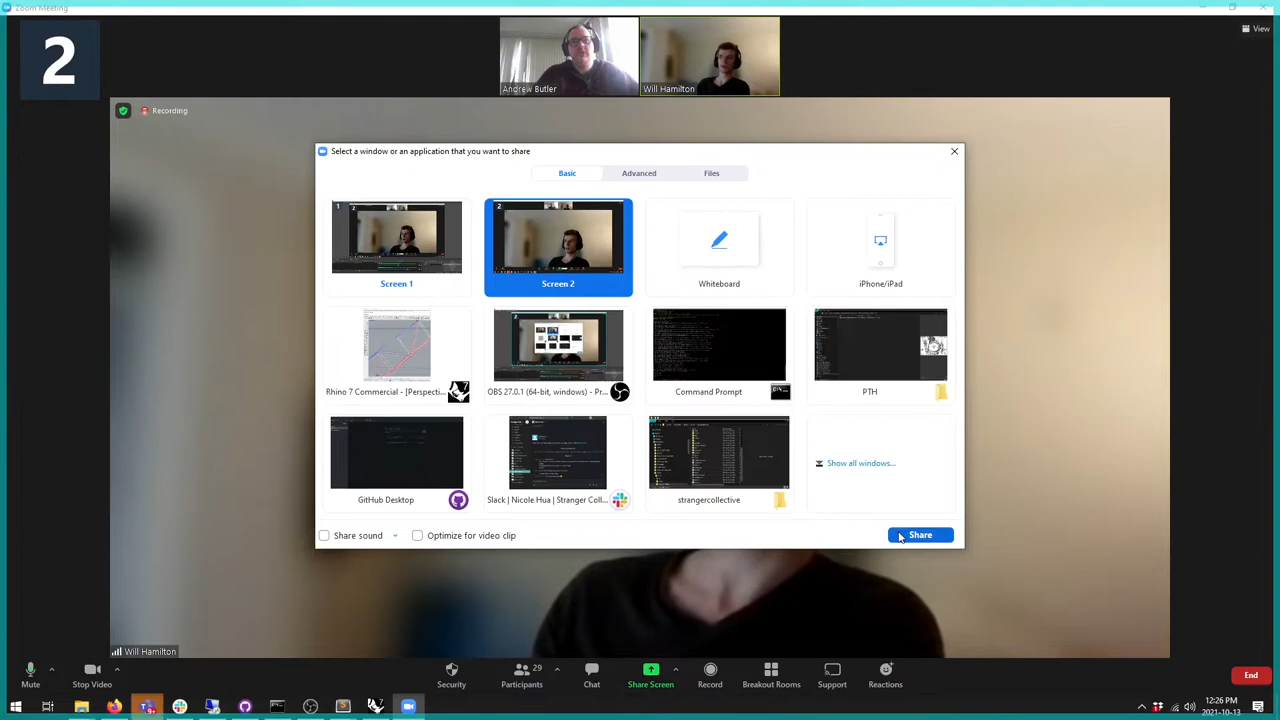 Zoom Meeting
2
View
Andrew Butler
Will Hamilton
Recording
Select a window or an application that you want to share
Basic
Advanced
Files
1
2
2
Screen 1
Screen 2
Whiteboard
iPhone/iPad
Rhino 7 Commercial - [Perspecti...
OBS 27.0.1 (64-bit, windows) - Pr...
Command Prompt
PTH
GitHub Desktop
Slack | Nicole Hua | Stranger Coll...
strangercollective
Show all windows...
Share sound
Optimize for video clip
Share
Will Hamilton
Mute
Stop Video
Security
Participants
29
Chat
Share Screen
Record
Breakout Rooms
Support
Reactions
End
12:26 PM
2021-10-13